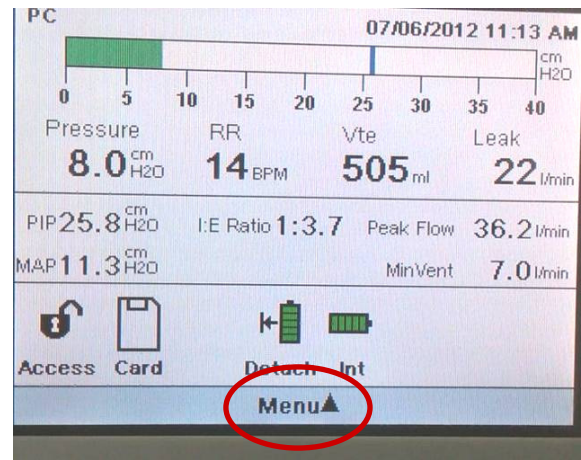 PC 07/06/2012 11:13 AM
cm
H2O
0 5 10 15 20 25 30 35 40
Pressure RR Vte Leak
8.0 cm H2O 14 BPM 505 ml 22 l/min
PIP 25.8 cm H2O I:E Ratio 1:3.7 Peak Flow 36.2 l/min
MAP 11.3 cm H2O MinVent 7.0 l/min
Access Card Detach Int
Menu▲